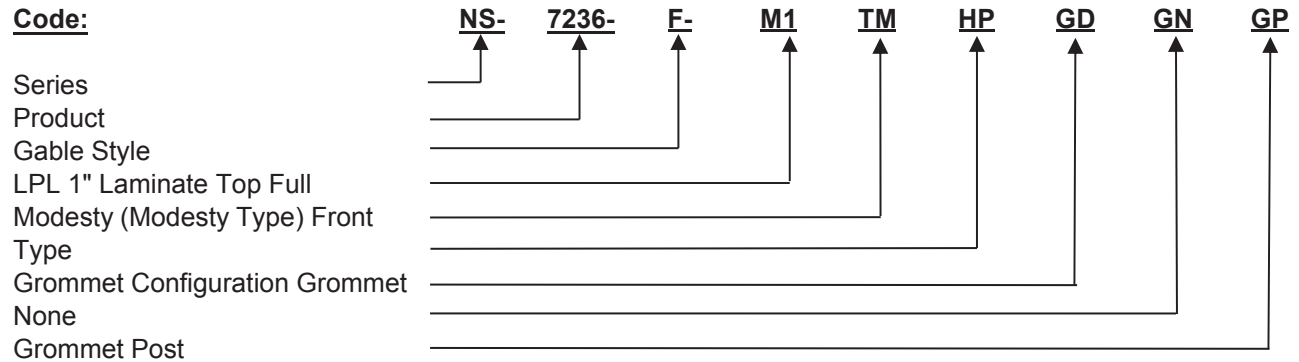 Code: NS- 7236- F- M1 TM HP GD GN GP
Series
Product
Gable Style
LPL 1" Laminate Top Full
Modesty (Modesty Type) Front
Type
Grommet Configuration Grommet
None
Grommet Post